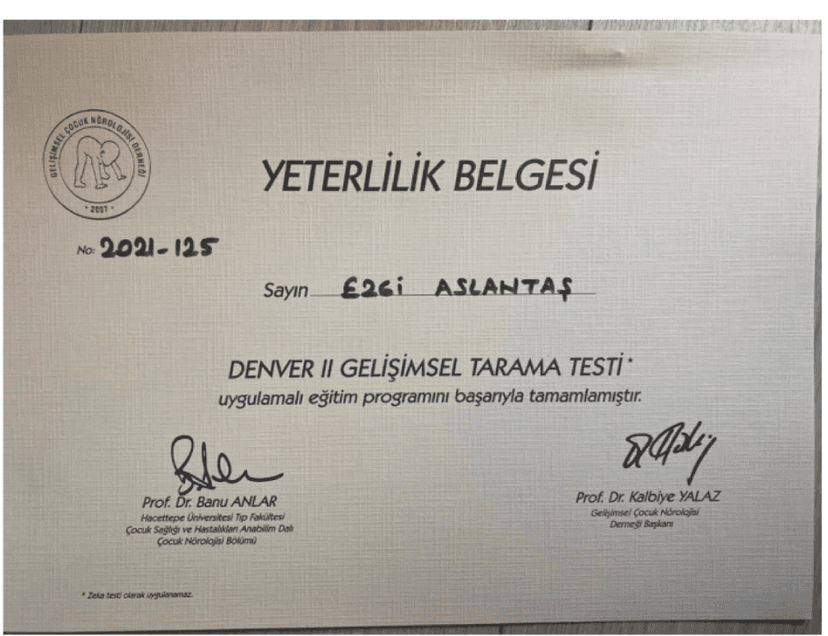 GELİŞİMSEL ÇOCUK NÖROLOJİSİ DERNEĞİ
• 2007 •
YETERLİLİK BELGESİ
No: 2021-125
Sayın EZGİ ASLANTAŞ
DENVER II GELİŞİMSEL TARAMA TESTİ*
uygulamalı eğitim programını başarıyla tamamlamıştır.
Prof. Dr. Banu ANLAR
Hacettepe Üniversitesi Tıp Fakültesi
Çocuk Sağlığı ve Hastalıkları Anabilim Dalı
Çocuk Nörolojisi Bölümü
Prof. Dr. Kalbiye YALAZ
Gelişimsel Çocuk Nörolojisi
Derneği Başkanı
* Zeka testi olarak uygulanamaz.